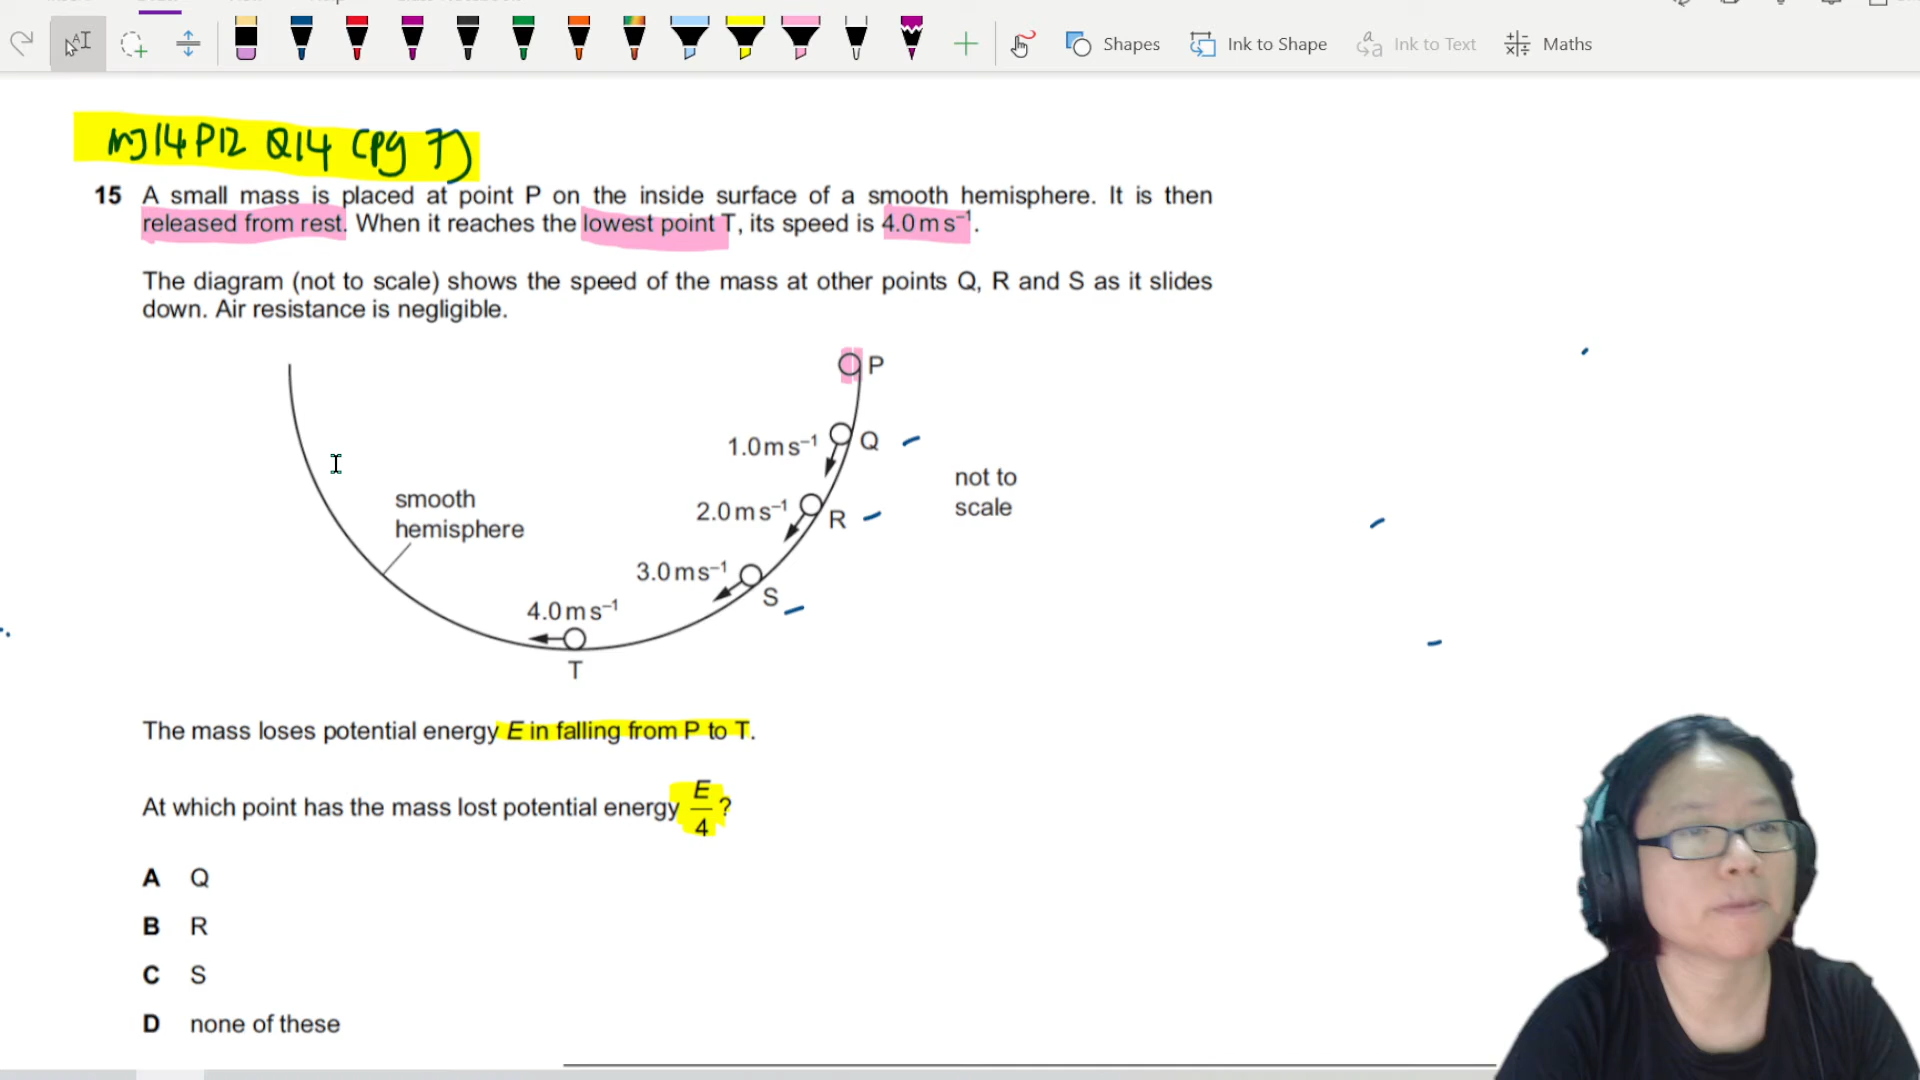 Shapes
Ink to Shape
Ink to Text
Maths
MJ14 P12 Q14 (pg 7)
15 A small mass is placed at point P on the inside surface of a smooth hemisphere. It is then
released from rest. When it reaches the lowest point T, its speed is 4.0 m s⁻¹.
The diagram (not to scale) shows the speed of the mass at other points Q, R and S as it slides
down. Air resistance is negligible.
P
1.0 m s⁻¹ Q
not to
scale
smooth
hemisphere
2.0 m s⁻¹ R
3.0 m s⁻¹ S
4.0 m s⁻¹
T
The mass loses potential energy E in falling from P to T.
At which point has the mass lost potential energy E/4?
A Q
B R
C S
D none of these